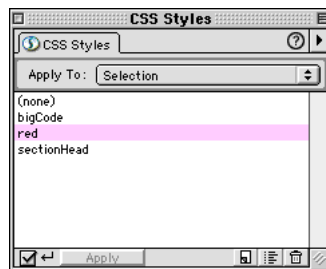 CSS Styles
CSS Styles
Apply To: Selection
(none)
bigCode
red
sectionHead
Apply